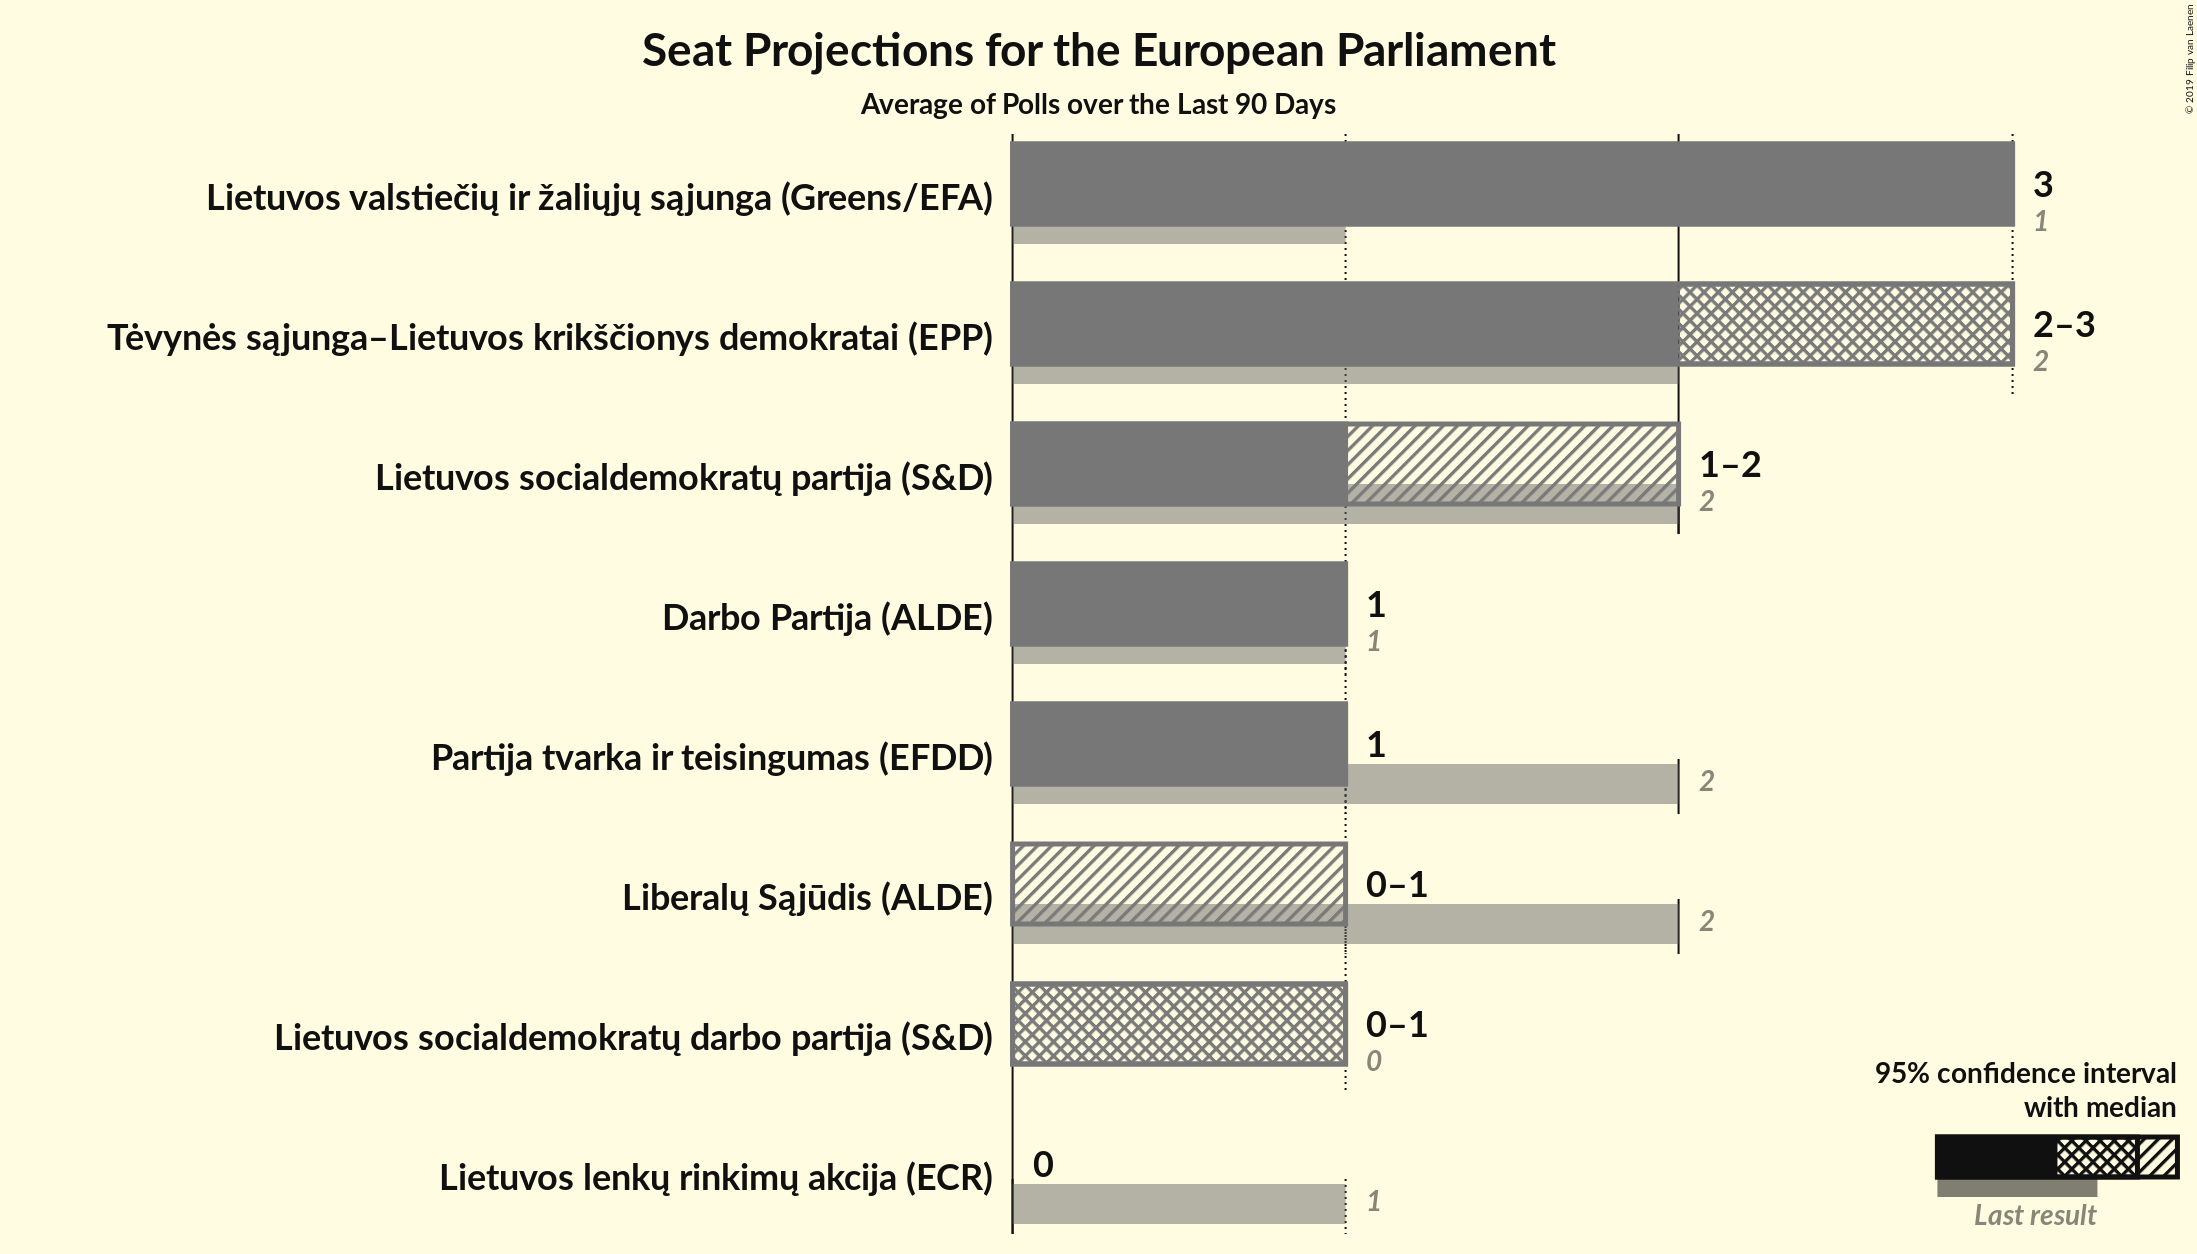 Seat Projections for the European Parliament
Average of Polls over the Last 90 Days
© 2019 Filip van Laenen
Lietuvos valstiečių ir žaliųjų sąjunga (Greens/EFA)
3
1
Tėvynės sąjunga–Lietuvos krikščionys demokratai (EPP)
2–3
2
Lietuvos socialdemokratų partija (S&D)
1–2
2
Darbo Partija (ALDE)
1
1
Partija tvarka ir teisingumas (EFDD)
1
2
Liberalų Sąjūdis (ALDE)
0–1
2
Lietuvos socialdemokratų darbo partija (S&D)
0–1
0
Lietuvos lenkų rinkimų akcija (ECR)
0
1
95% confidence interval
with median
Last result